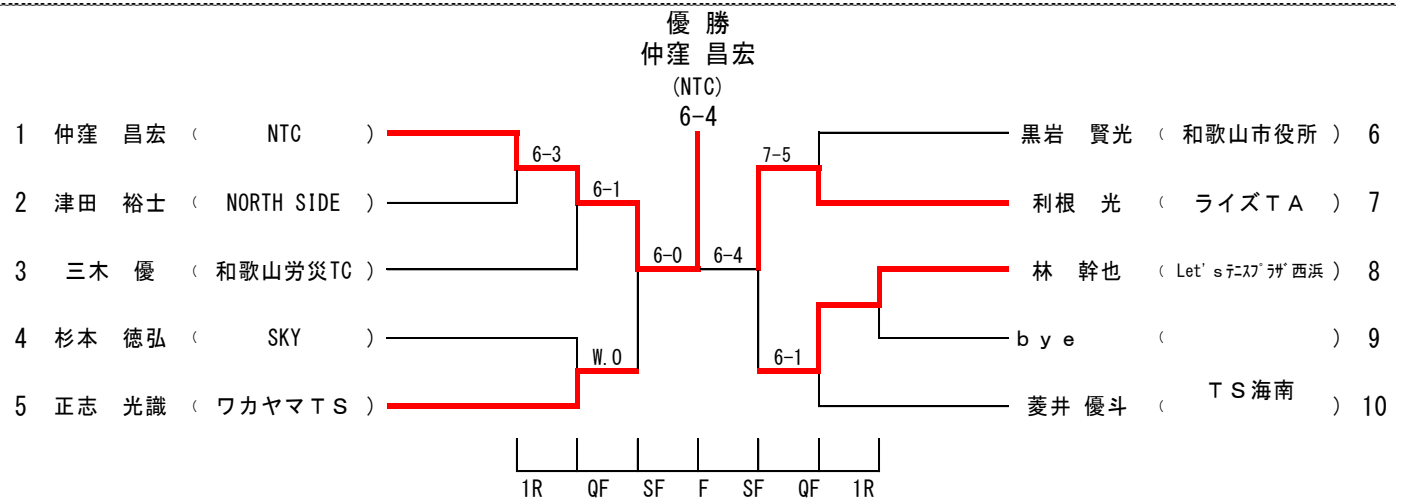 優 勝
仲窪 昌宏
(NTC)
6-4
1 仲窪 昌宏 ( NTC )
6-3
2 津田 裕士 ( NORTH SIDE )
6-1
3 三木 優 ( 和歌山労災TC )
6-0
4 杉本 徳弘 ( SKY )
W.O
5 正志 光識 ( ワカヤマＴＳ )
黒岩 賢光 ( 和歌山市役所 ) 6
7-5
利根 光 ( ライズＴＡ ) 7
6-4
林 幹也 ( Let'sﾃﾆｽﾌﾟﾗｻﾞ西浜 ) 8
ｂｙｅ ( ) 9
6-1
菱井 優斗 ( ＴＳ海南 ) 10
1R QF SF F SF QF 1R